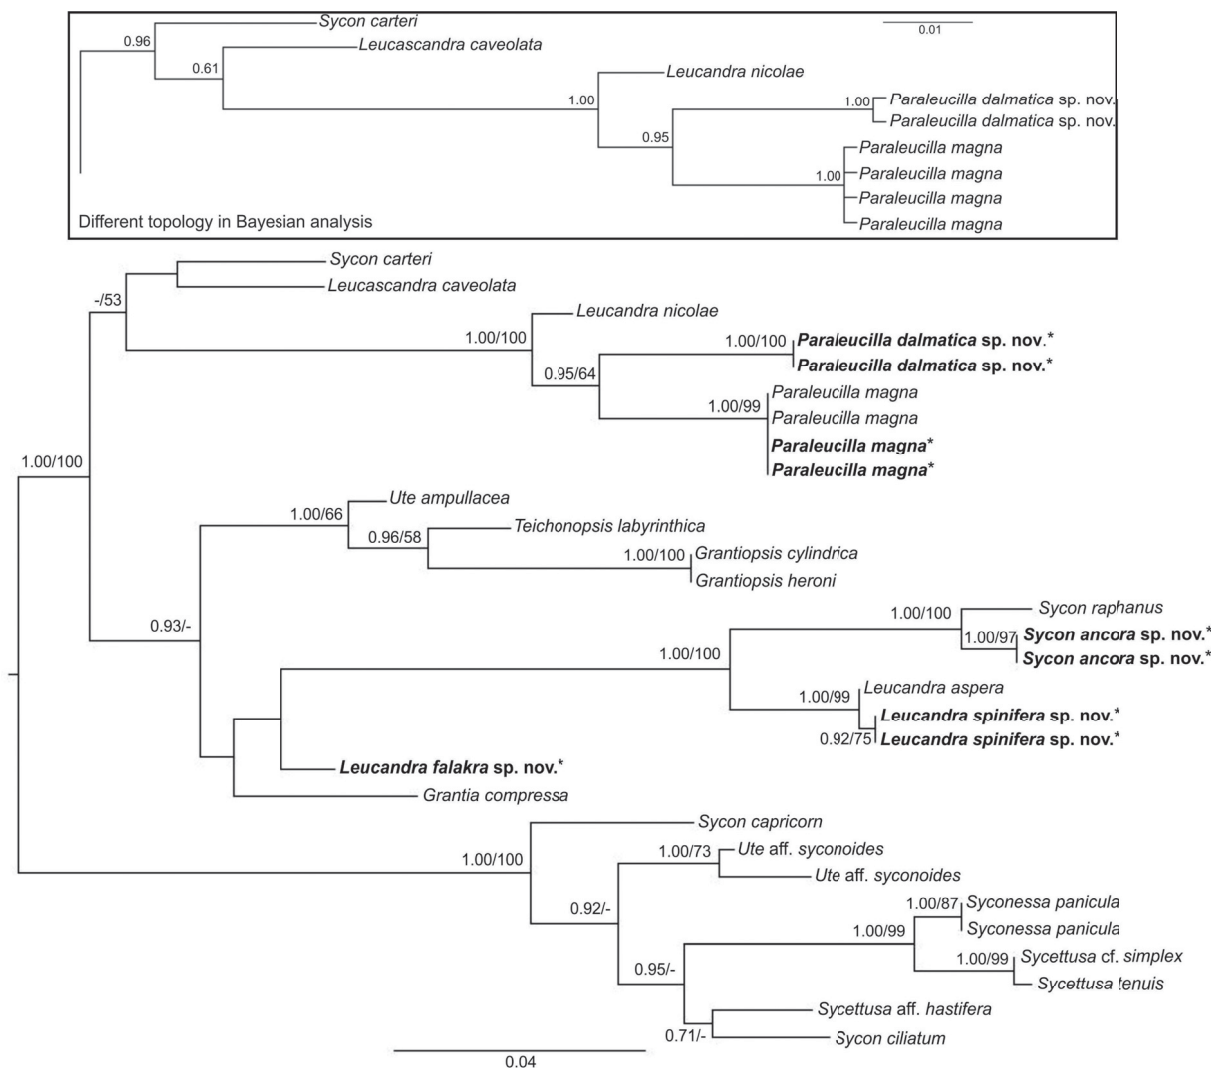 Sycon carteri
0.01
0.96
Leucascandra caveolata
0.61
Leucandra nicolae
1.00
1.00
Paraleucilla dalmatica sp. nov.
Paraleucilla dalmatica sp. nov.
0.95
Paraleucilla magna
1.00
Paraleucilla magna
Paraleucilla magna
Paraleucilla magna
Different topology in Bayesian analysis
Sycon carteri
Leucascandra caveolata
-/53
Leucandra nicolae
1.00/100
1.00/100
Paraleucilla dalmatica sp. nov.*
Paraleucilla dalmatica sp. nov.*
0.95/64
Paraleucilla magna
1.00/99
Paraleucilla magna
Paraleucilla magna*
Paraleucilla magna*
1.00/100
Ute ampullacea
1.00/66
Teichonopsis labyrinthica
0.96/58
1.00/100
Grantiopsis cylindrica
Grantiopsis heroni
0.93/-
Sycon raphanus
1.00/100
1.00/97
Sycon ancora sp. nov.*
Sycon ancora sp. nov.*
1.00/100
Leucandra aspera
1.00/99
Leucandra spinifera sp. nov.*
0.92/75
Leucandra spinifera sp. nov.*
Leucandra falakra sp. nov.*
Grantia compressa
Sycon capricorn
1.00/100
1.00/73
Ute aff. syconoides
Ute aff. syconoides
0.92/-
1.00/87
Syconessa panicula
Syconessa panicula
1.00/99
1.00/99
Sycettusa cf. simplex
Sycettusa tenuis
0.95/-
Sycettusa aff. hastifera
0.71/-
Sycon ciliatum
0.04